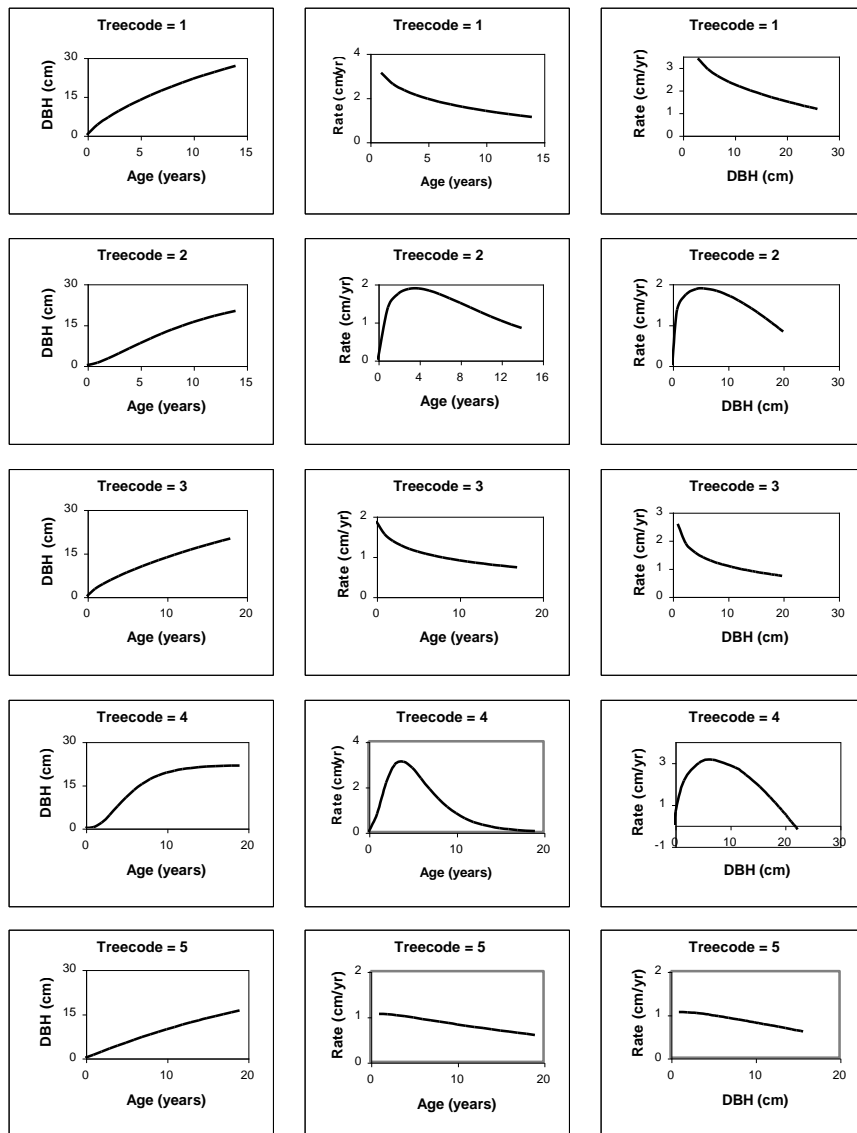 Treecode = 1
DBH (cm)
30
15
0
0 5 10 15
Age (years)
Treecode = 1
Rate (cm/yr)
4
2
0
0 5 10 15
Age (years)
Treecode = 1
Rate (cm/yr)
3
2
1
0
0 10 20 30
DBH (cm)
Treecode = 2
DBH (cm)
30
15
0
0 5 10 15
Age (years)
Treecode = 2
Rate (cm/yr)
2
1
0
0 4 8 12 16
Age (years)
Treecode = 2
Rate (cm/yr)
2
1
0
0 10 20 30
DBH (cm)
Treecode = 3
DBH (cm)
30
15
0
0 10 20
Age (years)
Treecode = 3
Rate (cm/yr)
2
1
0
0 10 20
Age (years)
Treecode = 3
Rate (cm/yr)
3
2
1
0
0 10 20 30
DBH (cm)
Treecode = 4
DBH (cm)
30
15
0
0 10 20
Age (years)
Treecode = 4
Rate (cm/yr)
4
2
0
0 10 20
Age (years)
Treecode = 4
Rate (cm/yr)
3
1
-1
0 10 20 30
DBH (cm)
Treecode = 5
DBH (cm)
30
15
0
0 10 20
Age (years)
Treecode = 5
Rate (cm/yr)
2
1
0
0 10 20
Age (years)
Treecode = 5
Rate (cm/yr)
2
1
0
0 10 20
DBH (cm)